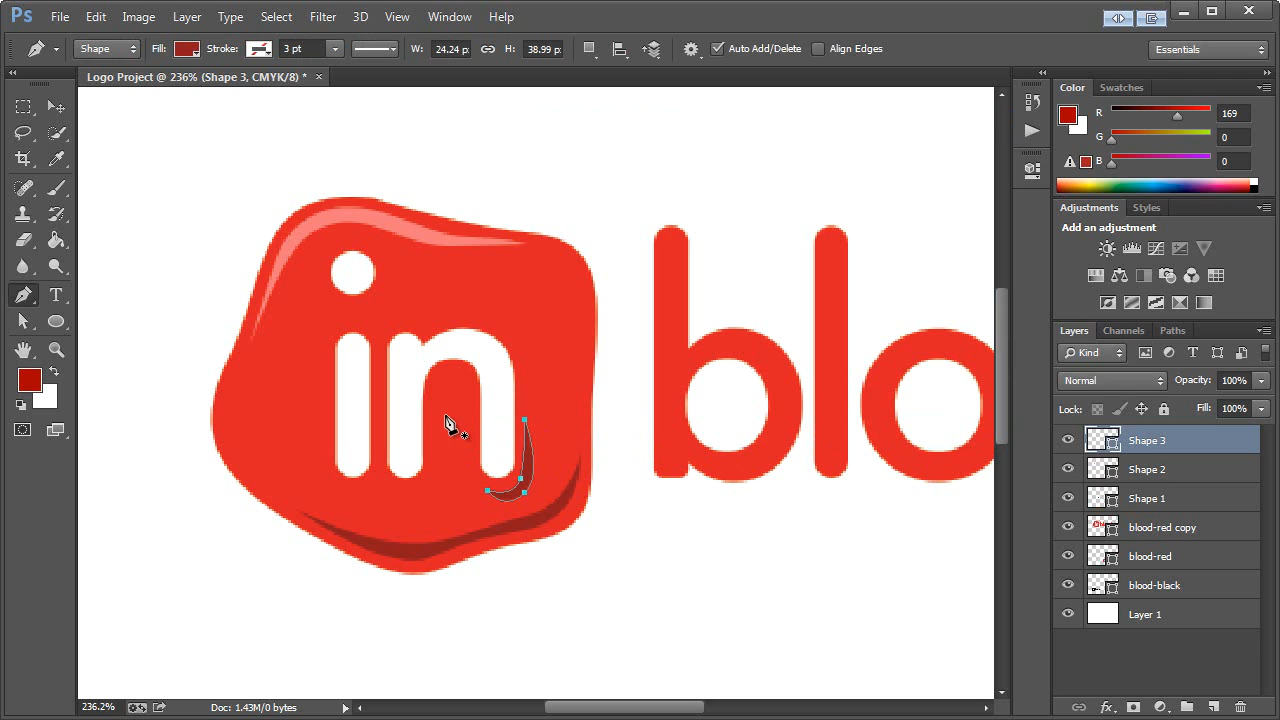 Ps File Edit Image Layer Type Select Filter 3D View Window Help
Shape Fill: Stroke: 3 pt W: 24.24 p: H: 38.99 p: Auto Add/Delete Align Edges Essentials
Logo Project @ 236% (Shape 3, CMYK/8) * ×
in blo
Color Swatches
R 169
G 0
B 0
Adjustments Styles
Add an adjustment
Layers Channels Paths
Kind
Normal Opacity: 100%
Lock: Fill: 100%
Shape 3
Shape 2
Shape 1
blood-red copy
blood-red
blood-black
Layer 1
236.2% Doc: 1.43M/0 bytes